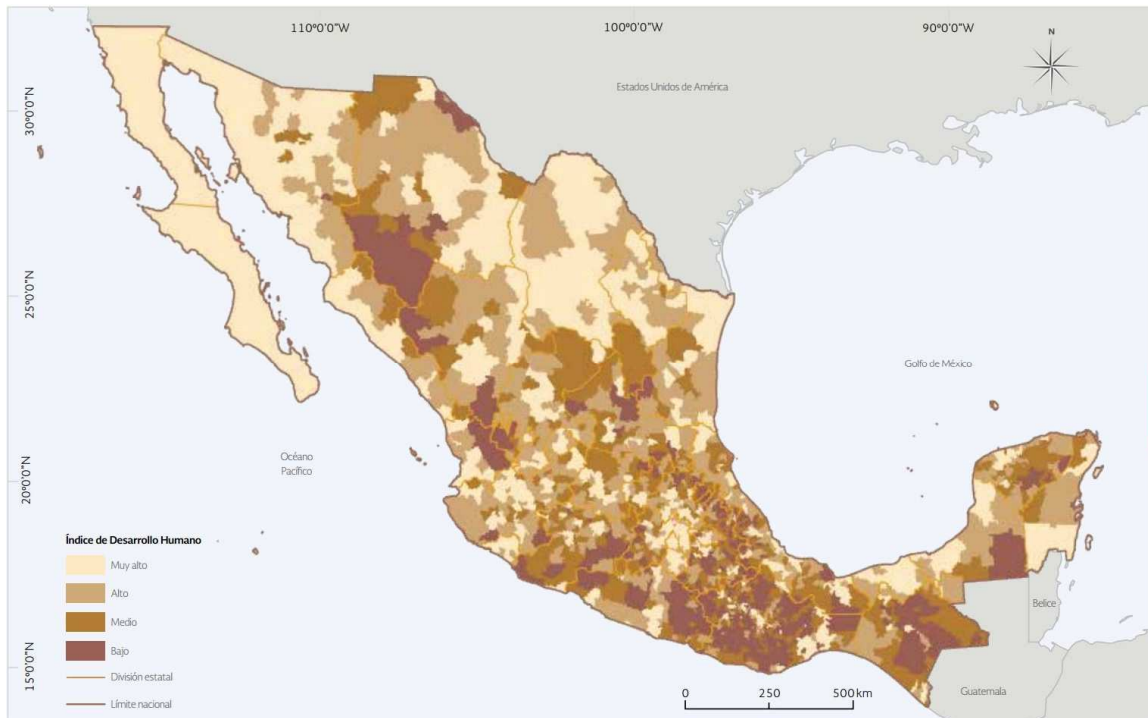 110°0'0"W
100°0'0"W
90°0'0"W
N
Estados Unidos de América
30°0'0"N
25°0'0"N
Golfo de México
Océano
Pacífico
20°0'0"N
Índice de Desarrollo Humano
Muy alto
Alto
Medio
Bajo
División estatal
Límite nacional
Belice
15°0'0"N
Guatemala
0 250 500 km